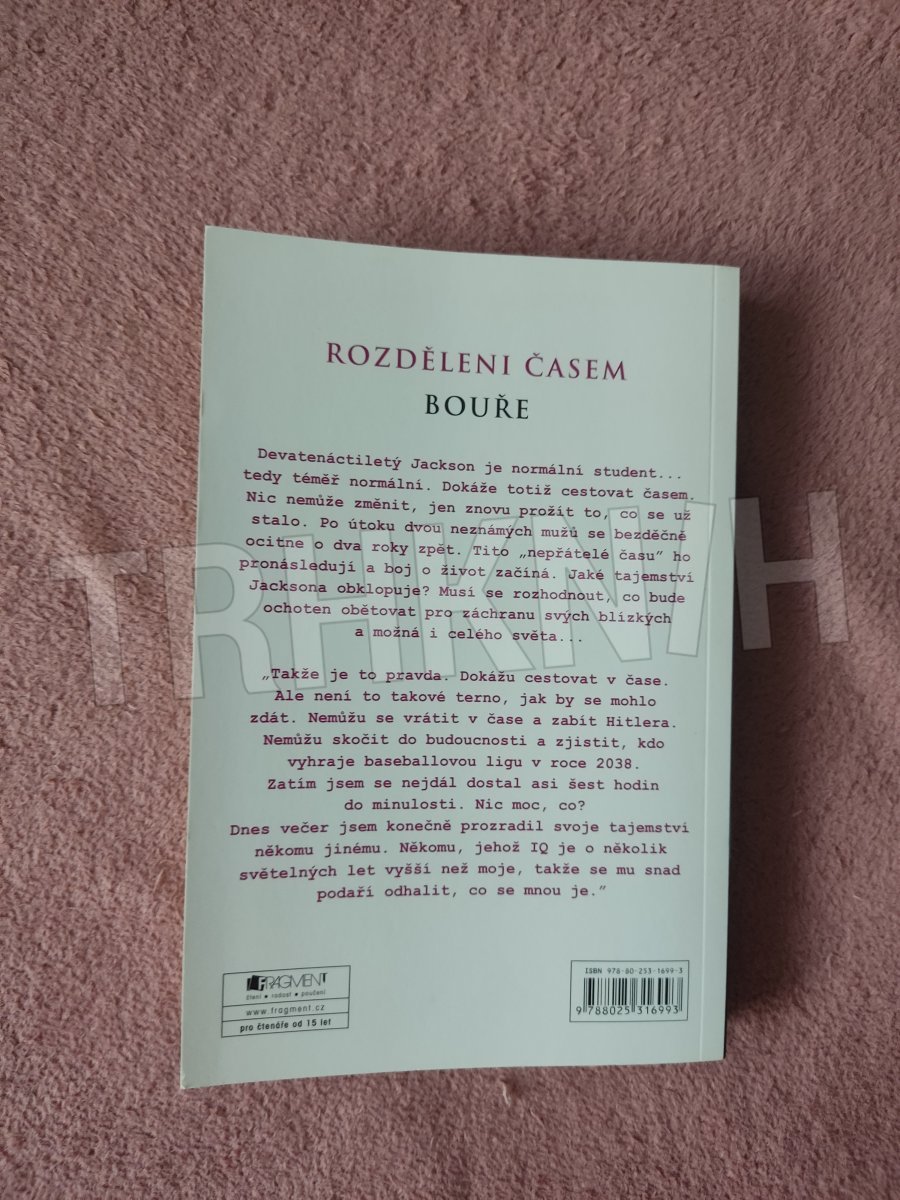 ROZDĚLENI ČASEM
BOUŘE
Devatenáctiletý Jackson je normální student...
tedy téměř normální. Dokáže totiž cestovat časem.
Nic nemůže změnit, jen znovu prožít to, co se už
stalo. Po útoku dvou neznámých mužů se bezděčně
ocitne o dva roky zpět. Tito „nepřátelé času” ho
pronásledují a boj o život začíná. Jaké tajemství
Jacksona obklopuje? Musí se rozhodnout, co bude
ochoten obětovat pro záchranu svých blízkých
a možná i celého světa...
TRHKNIH
„Takže je to pravda. Dokážu cestovat v čase.
Ale není to takové terno, jak by se mohlo
zdát. Nemůžu se vrátit v čase a zabít Hitlera.
Nemůžu skočit do budoucnosti a zjistit, kdo
vyhraje baseballovou ligu v roce 2038.
Zatím jsem se nejdál dostal asi šest hodin
do minulosti. Nic moc, co?
Dnes večer jsem konečně prozradil svoje tajemství
někomu jinému. Někomu, jehož IQ je o několik
světelných let vyšší než moje, takže se mu snad
podaří odhalit, co se mnou je.”
FRAGMENT
čtení • radost • poučení
www.fragment.cz
pro čtenáře od 15 let
ISBN 978-80-253-1699-3
9 788025 316993